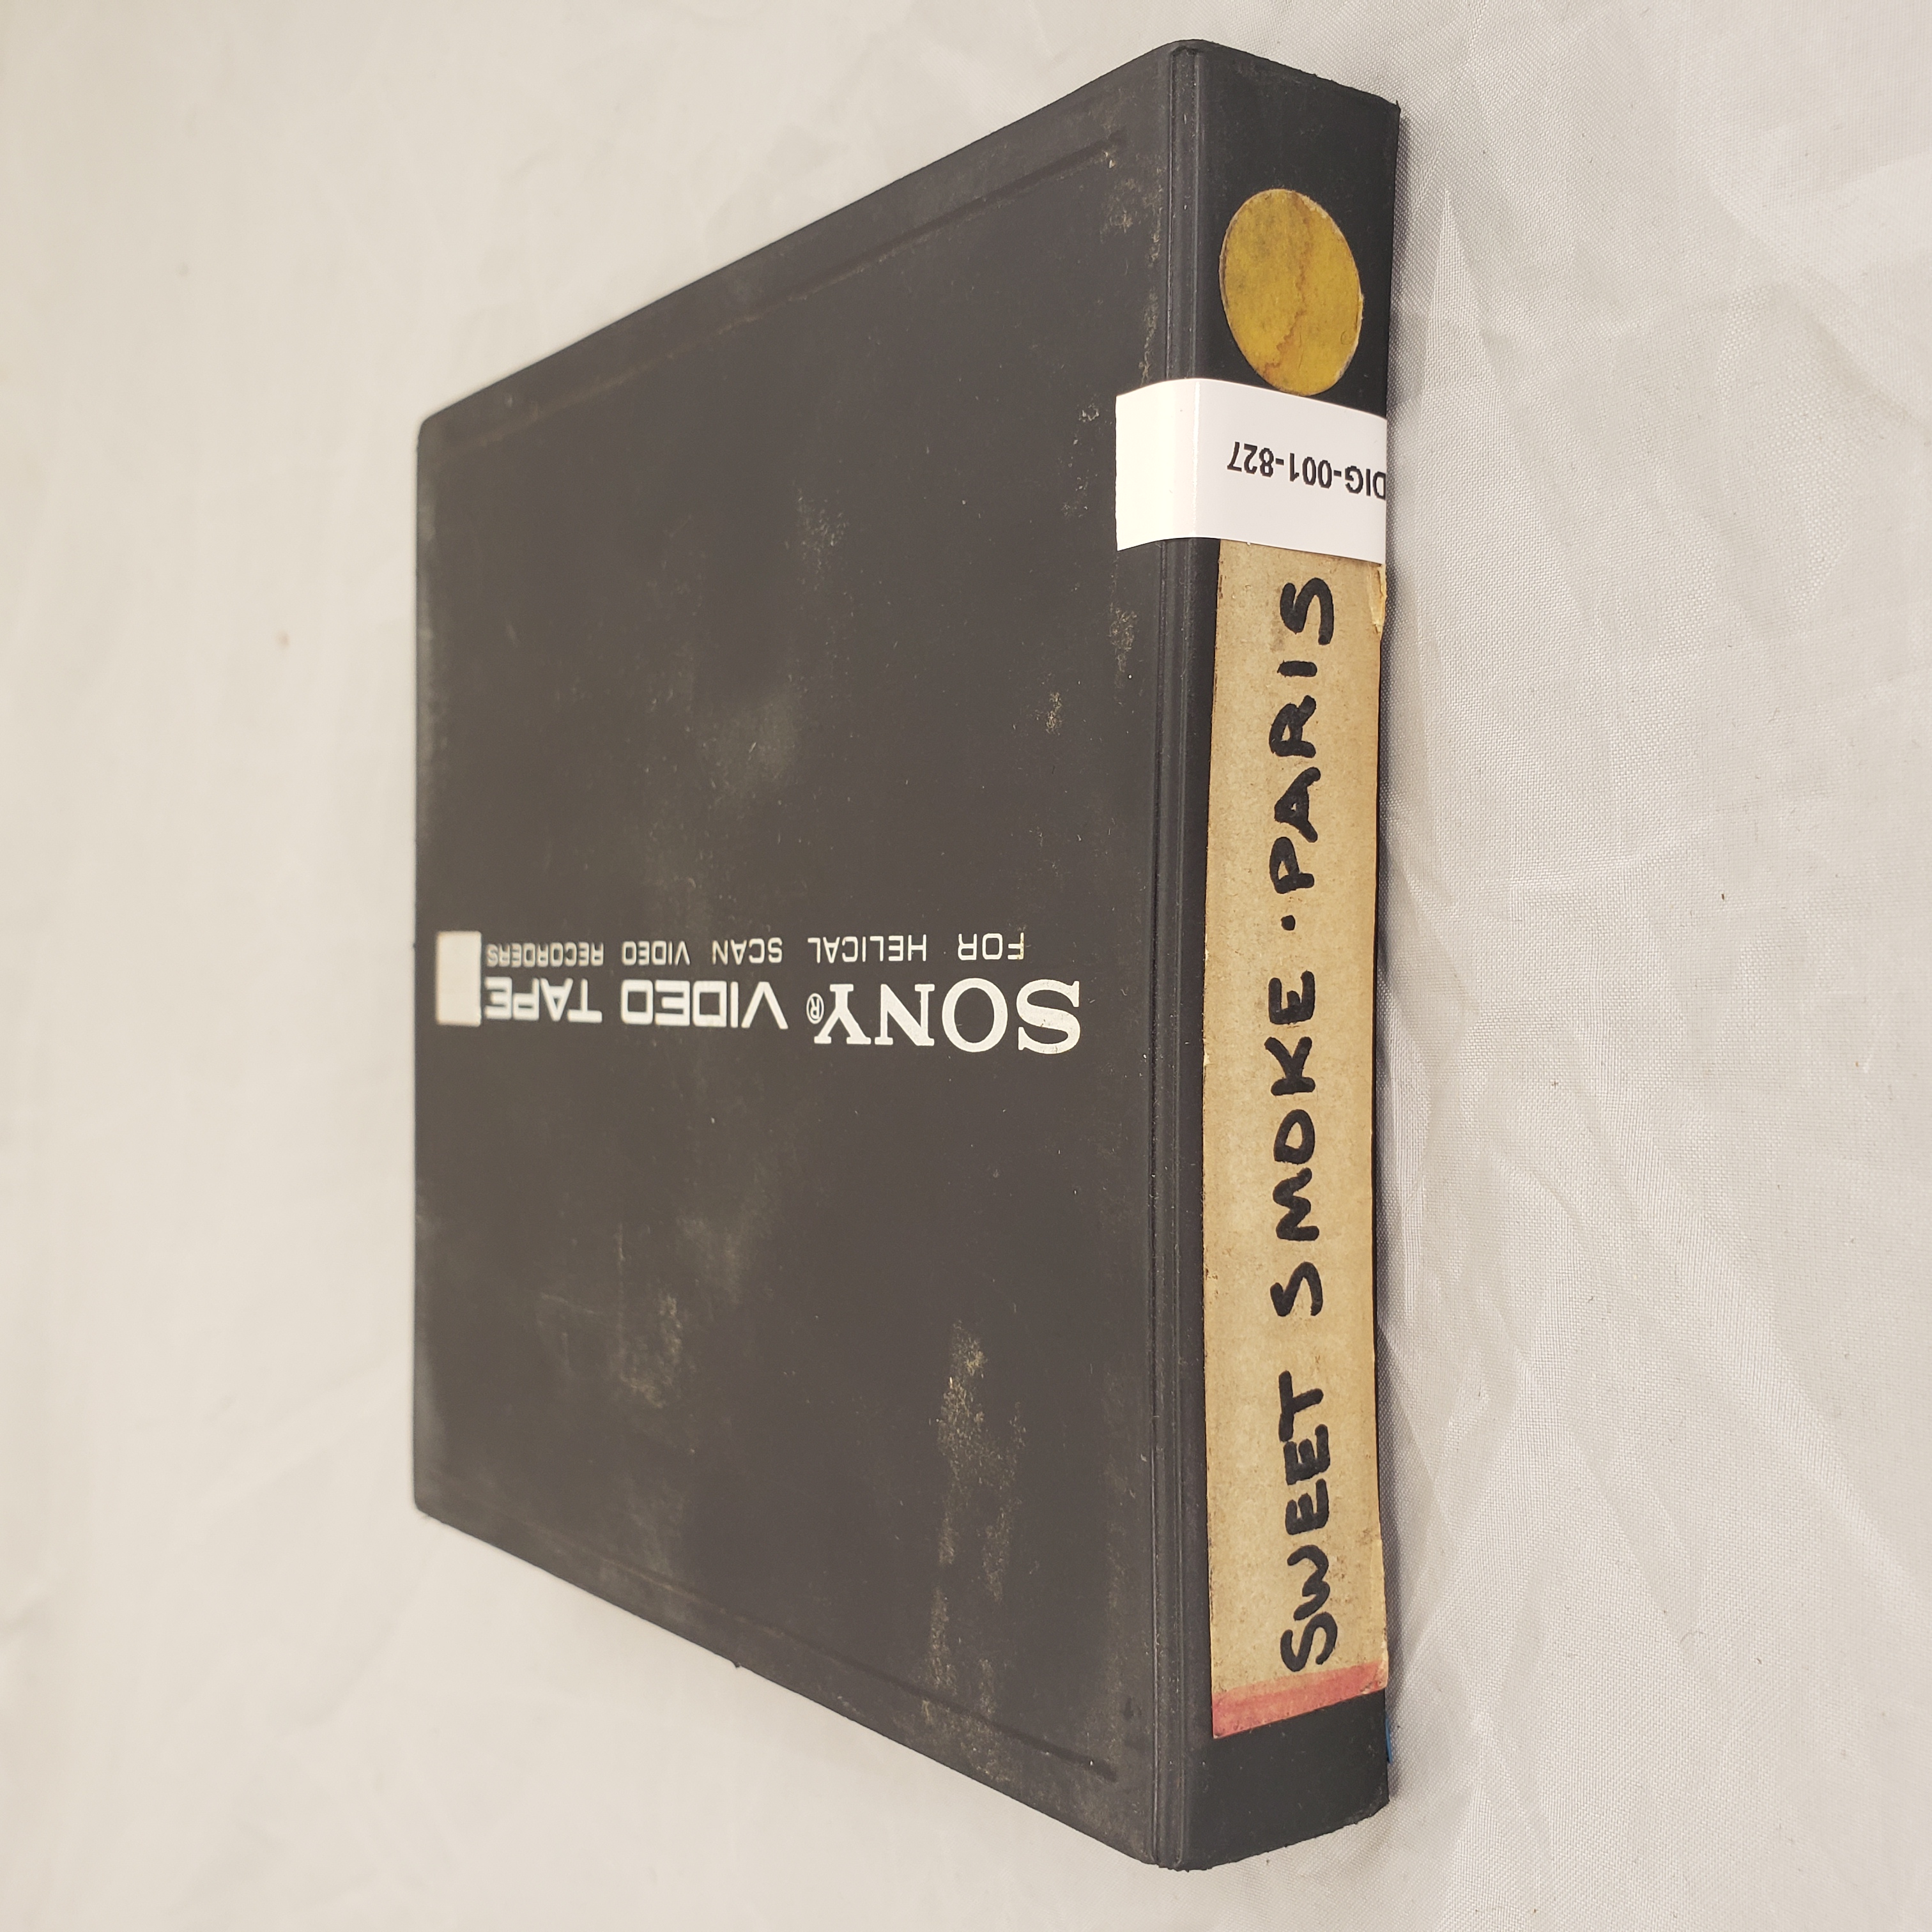 SONY® VIDEO TAPE
FOR HELICAL SCAN VIDEO RECORDERS
DIG-001-827
SWEET SMOKE·PARIS